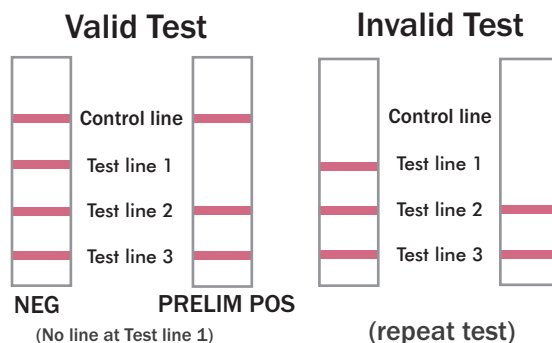 Valid Test
Invalid Test
Control line
Test line 1
Test line 2
Test line 3
NEG
PRELIM POS
(No line at Test line 1)
Control line
Test line 1
Test line 2
Test line 3
(repeat test)